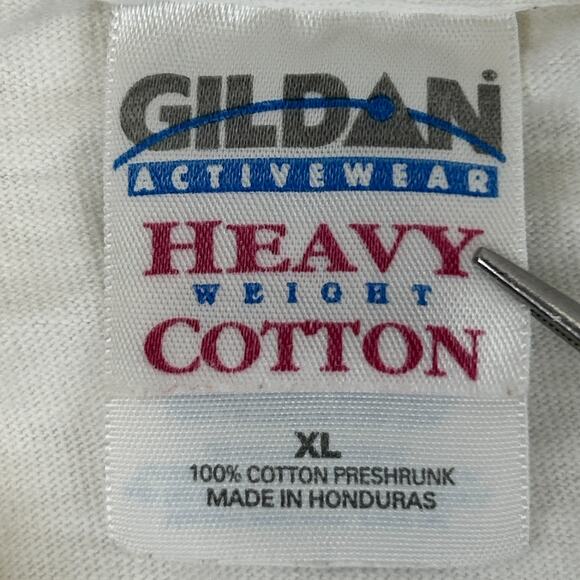 GILDAN
ACTIVEWEAR
HEAVY
WEIGHT
COTTON
XL
100% COTTON PRESHRUNK
MADE IN HONDURAS